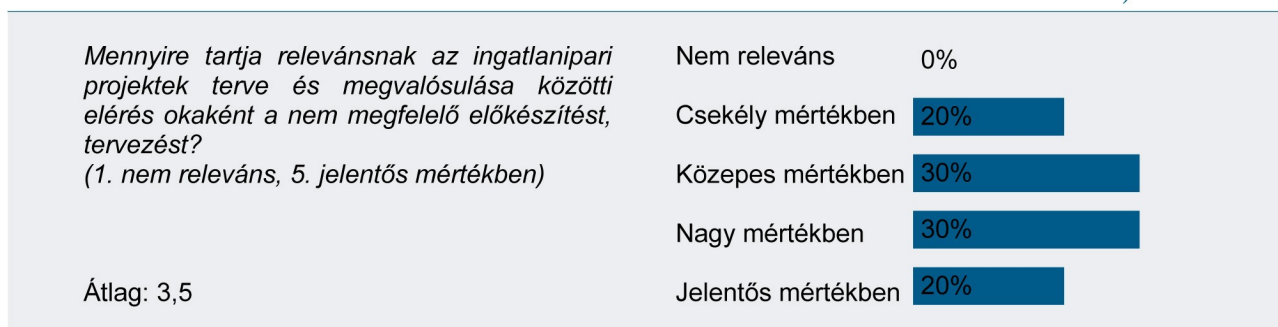 Mennyire tartja relevánsnak az ingatlanipari
projektek terve és megvalósulása közötti
elérés okaként a nem megfelelő előkészítést,
tervezést?
(1. nem releváns, 5. jelentős mértékben)
Átlag: 3,5
Nem releváns 0%
Csekély mértékben 20%
Közepes mértékben 30%
Nagy mértékben 30%
Jelentős mértékben 20%